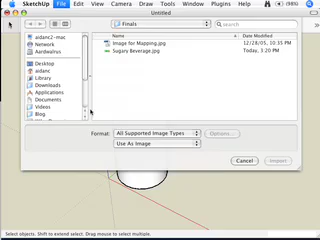 SketchUp File Edit View Camera Draw Tools Window Help (98%)
Untitled
Finals
search
Name Date Modified
aidanc2-mac
Network
Aardwalrus
Desktop
aidanc
Library
Downloads
Applications
Documents
Videos
Blog
Image for Mapping.jpg 12/28/05, 10:35 PM
Sugary Beverage.jpg Today, 3:20 PM
Format: All Supported Image Types Options...
Use As Image
Cancel Import
Select objects. Shift to extend select. Drag mouse to select multiple.